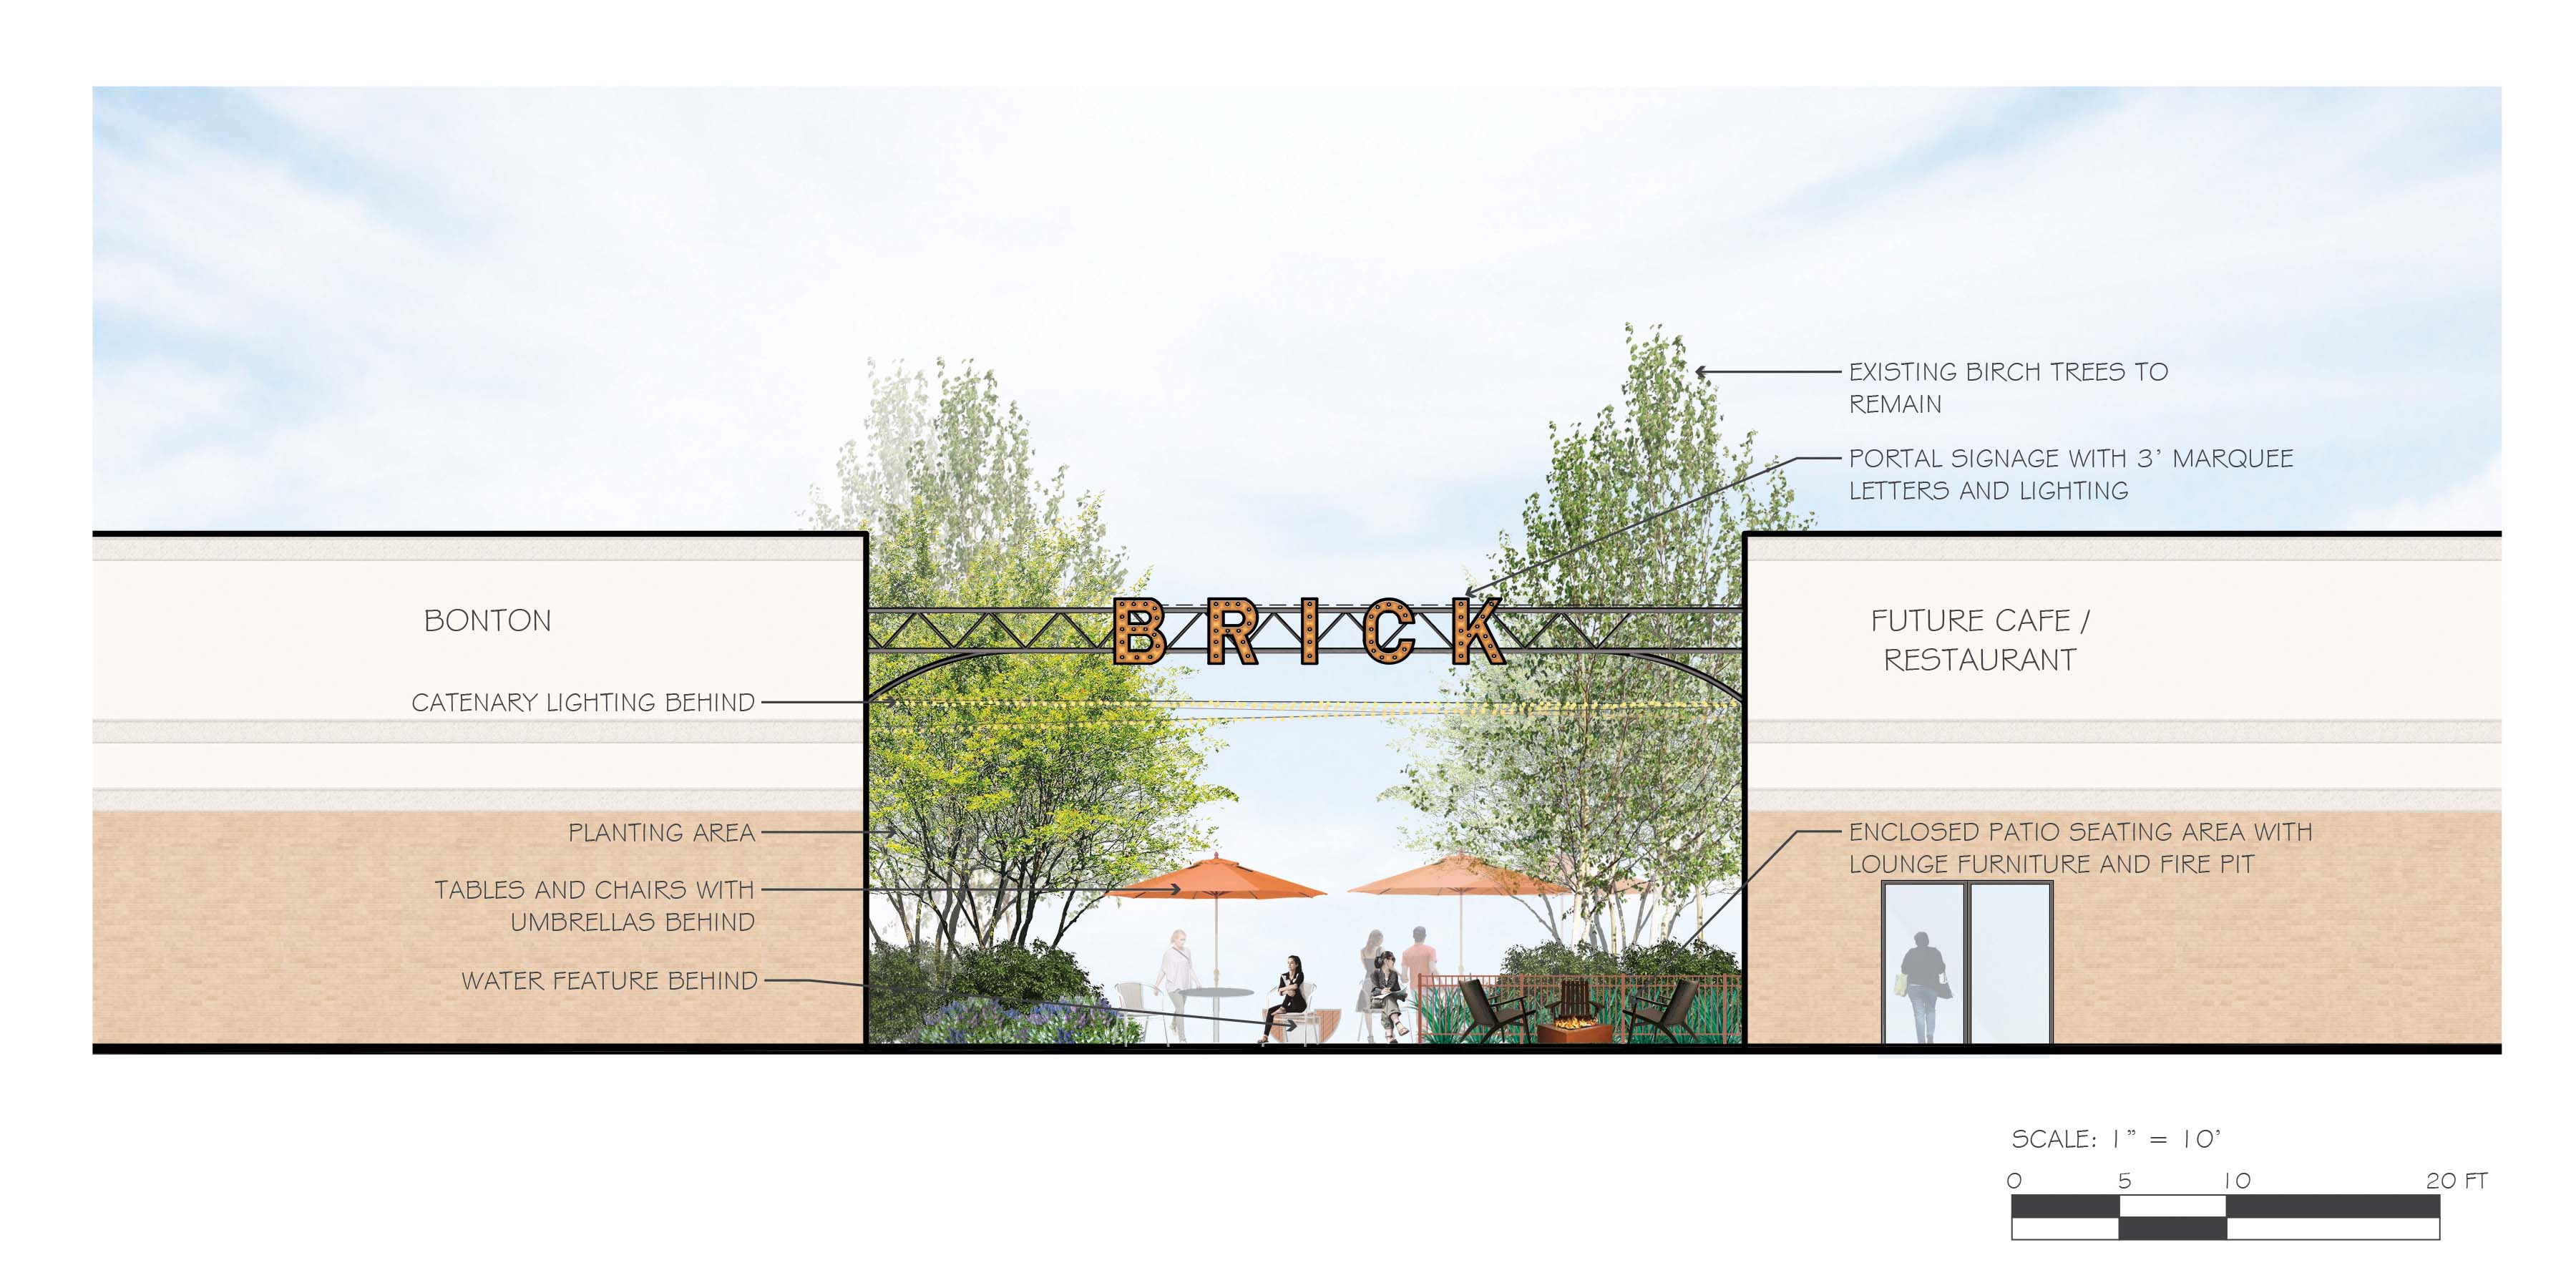 EXISTING BIRCH TREES TO
REMAIN
PORTAL SIGNAGE WITH 3' MARQUEE
LETTERS AND LIGHTING
BRICK
BONTON
FUTURE CAFE /
RESTAURANT
CATENARY LIGHTING BEHIND
PLANTING AREA
TABLES AND CHAIRS WITH
UMBRELLAS BEHIND
WATER FEATURE BEHIND
ENCLOSED PATIO SEATING AREA WITH
LOUNGE FURNITURE AND FIRE PIT
SCALE: 1" = 10'
0 5 10 20 FT